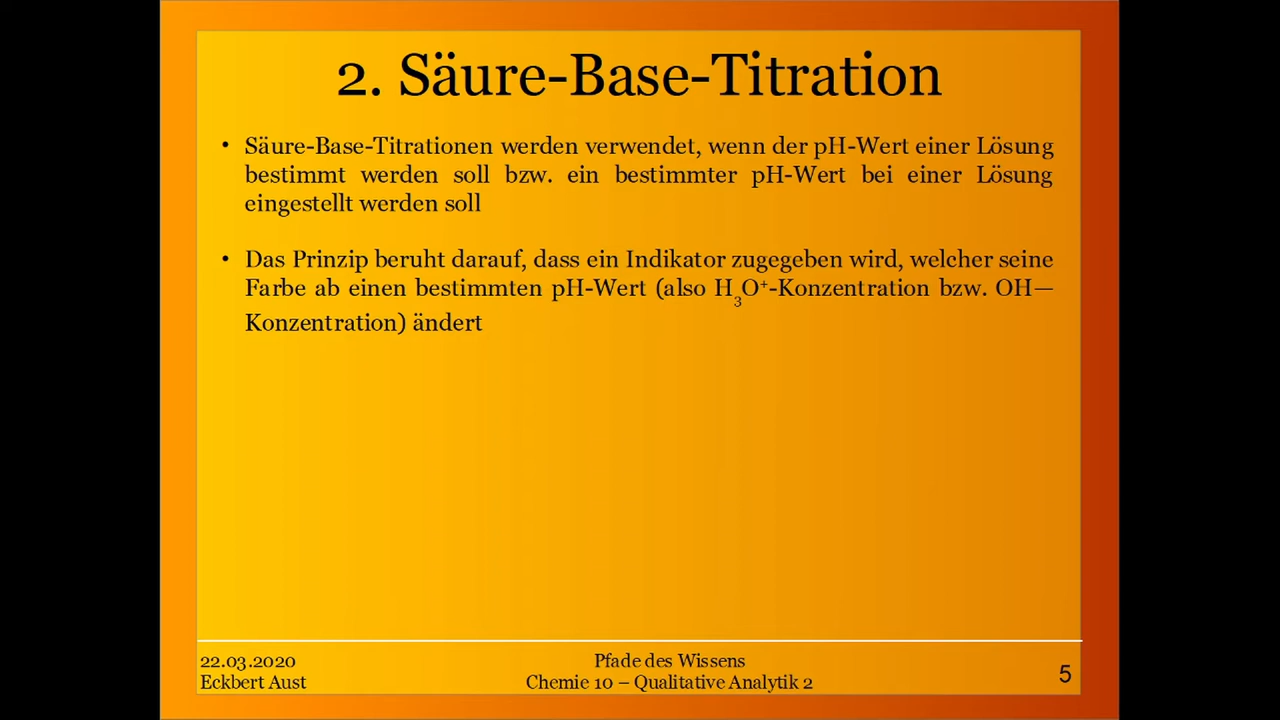 2. Säure-Base-Titration
• Säure-Base-Titrationen werden verwendet, wenn der pH-Wert einer Lösung
bestimmt werden soll bzw. ein bestimmter pH-Wert bei einer Lösung
eingestellt werden soll
• Das Prinzip beruht darauf, dass ein Indikator zugegeben wird, welcher seine
Farbe ab einen bestimmten pH-Wert (also H₃O⁺-Konzentration bzw. OH—
Konzentration) ändert
22.03.2020
Eckbert Aust
Pfade des Wissens
Chemie 10 – Qualitative Analytik 2
5